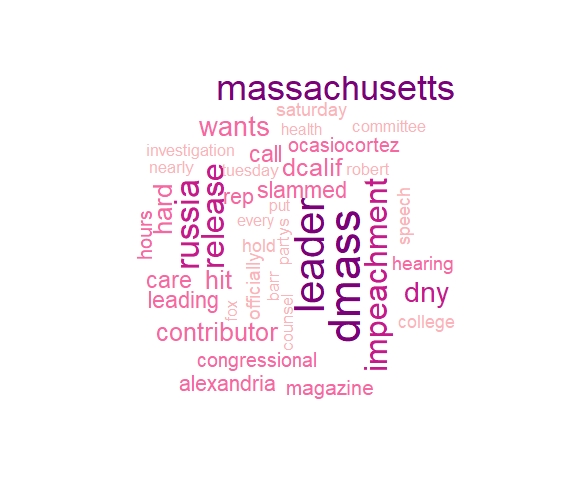 massachusetts
saturday
wants
health
committee
investigation
call
ocasiocortez
nearly
tuesday
dcalif
robert
russia
release
hard
rep
slammed
put
every
partys
leader
dmass
impeachment
speech
hours
hold
officially
barr
hearing
care
hit
leading
fox
counsel
dny
contributor
college
congressional
alexandria
magazine